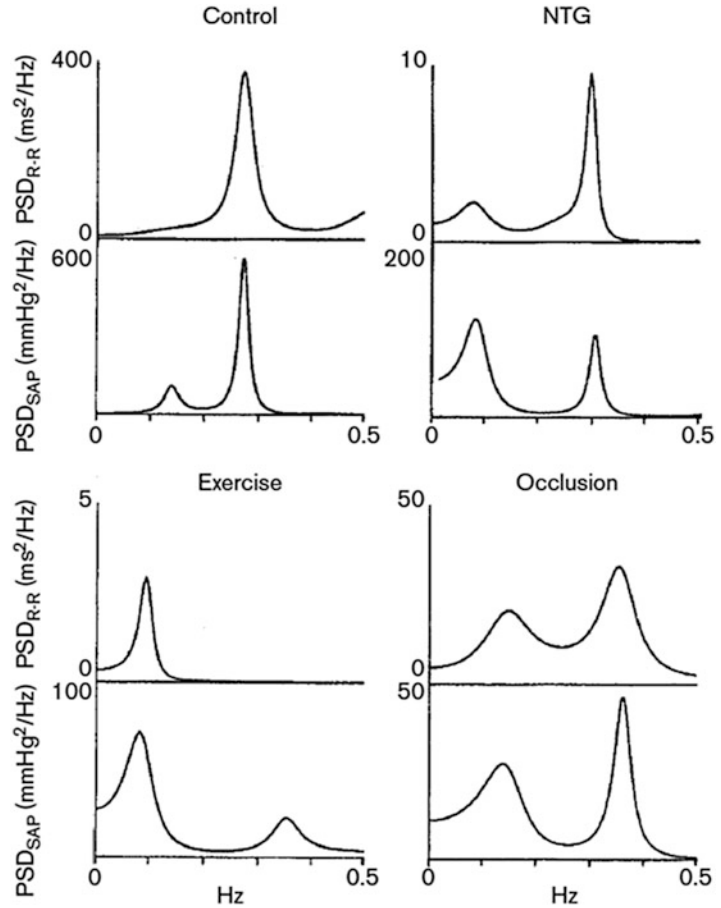 Control
NTG
400
10
PSD_R-R (ms²/Hz)
0
0
600
200
PSD_SAP (mmHg²/Hz)
0
0.5
0
0.5
Exercise
Occlusion
5
50
PSD_R-R (ms²/Hz)
0
0
100
50
PSD_SAP (mmHg²/Hz)
0
Hz
0.5
0
Hz
0.5